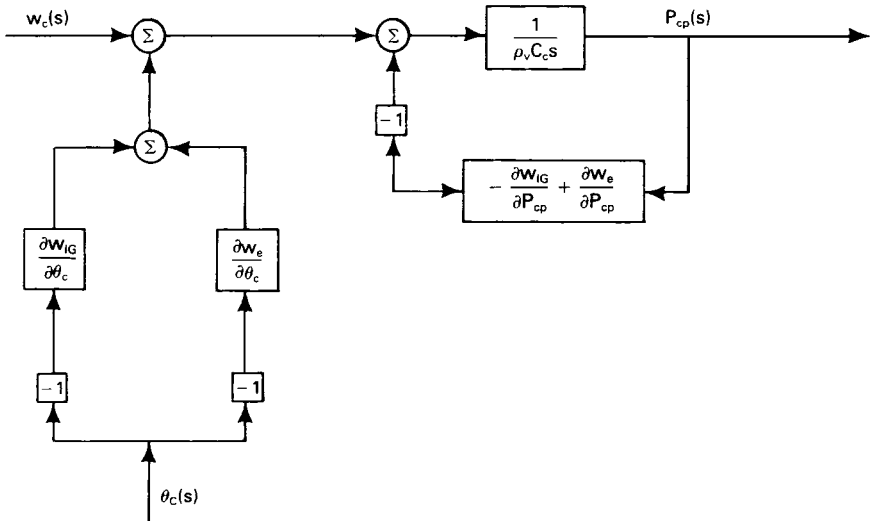 w_c(s)
Σ
Σ
1
ρ_vC_cs
P_cp(s)
−1
Σ
− ∂w_IG/∂P_cp + ∂w_e/∂P_cp
∂w_IG/∂θ_c
∂w_e/∂θ_c
−1
−1
θ_C(s)